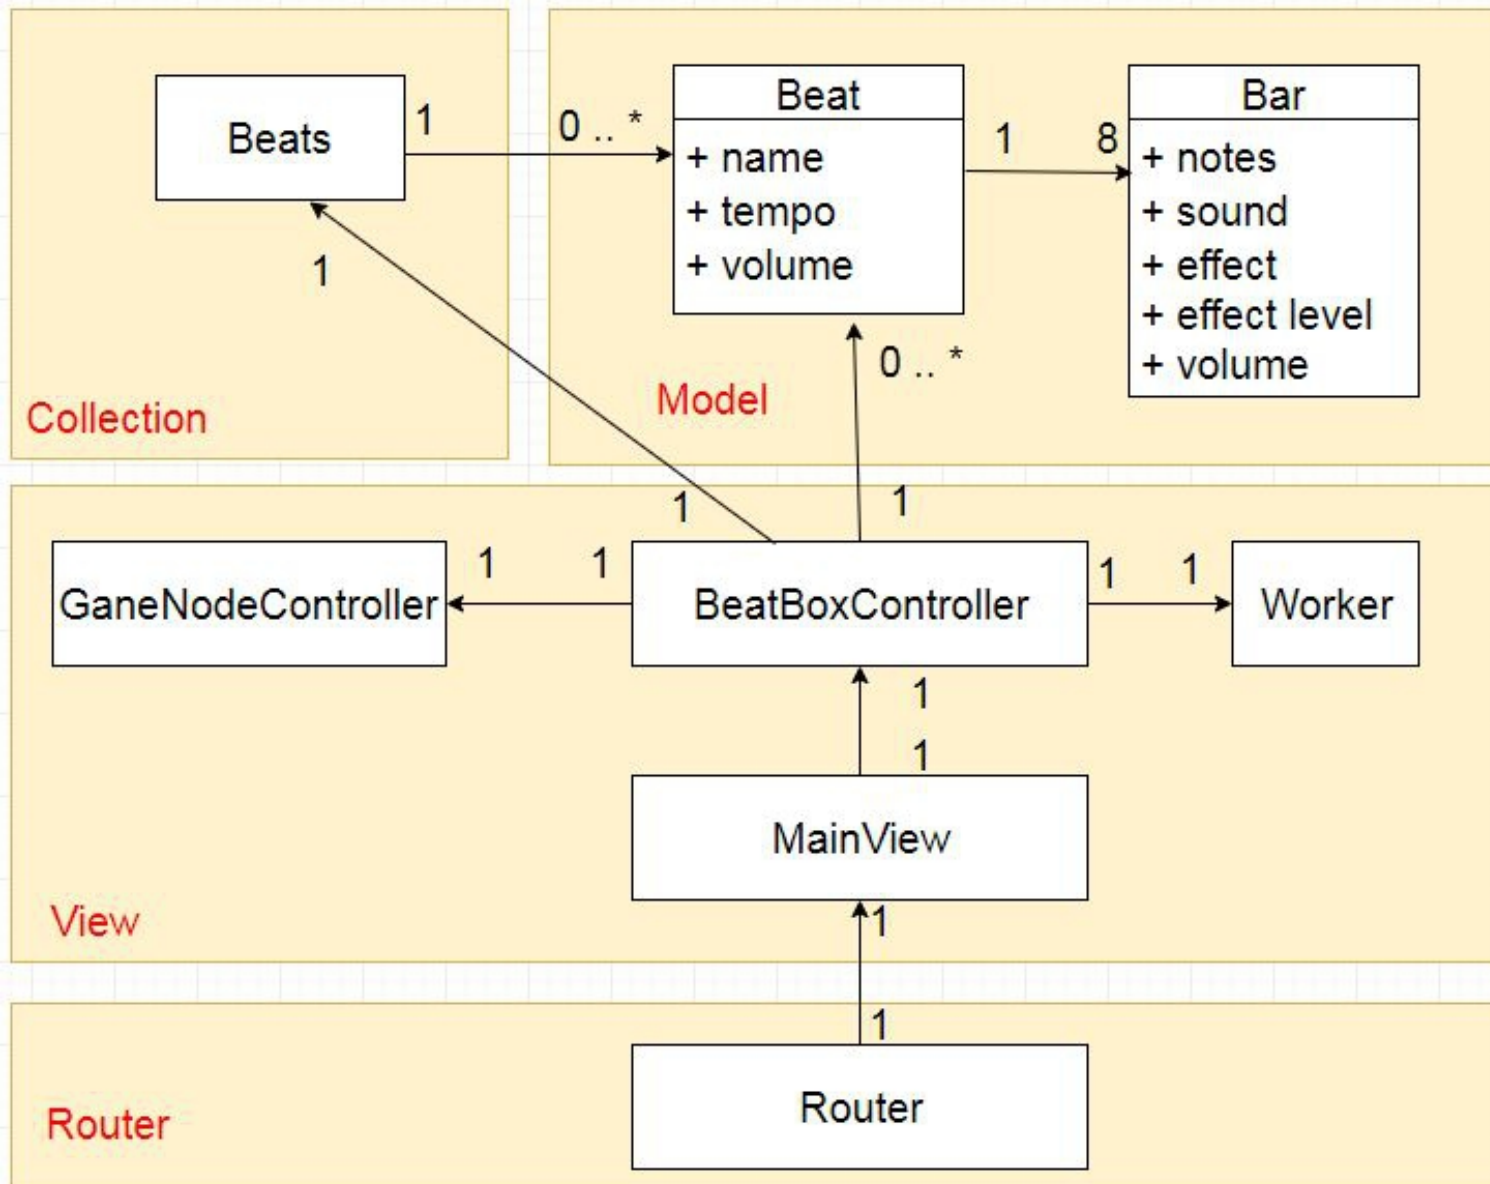 Beats
1
0 .. *
Beat
+ name
+ tempo
+ volume
1
8
Bar
+ notes
+ sound
+ effect
+ effect level
+ volume
1
0 .. *
Collection
Model
1
1
GaneNodeController
1
1
BeatBoxController
1
1
Worker
1
1
MainView
View
1
1
Router
Router